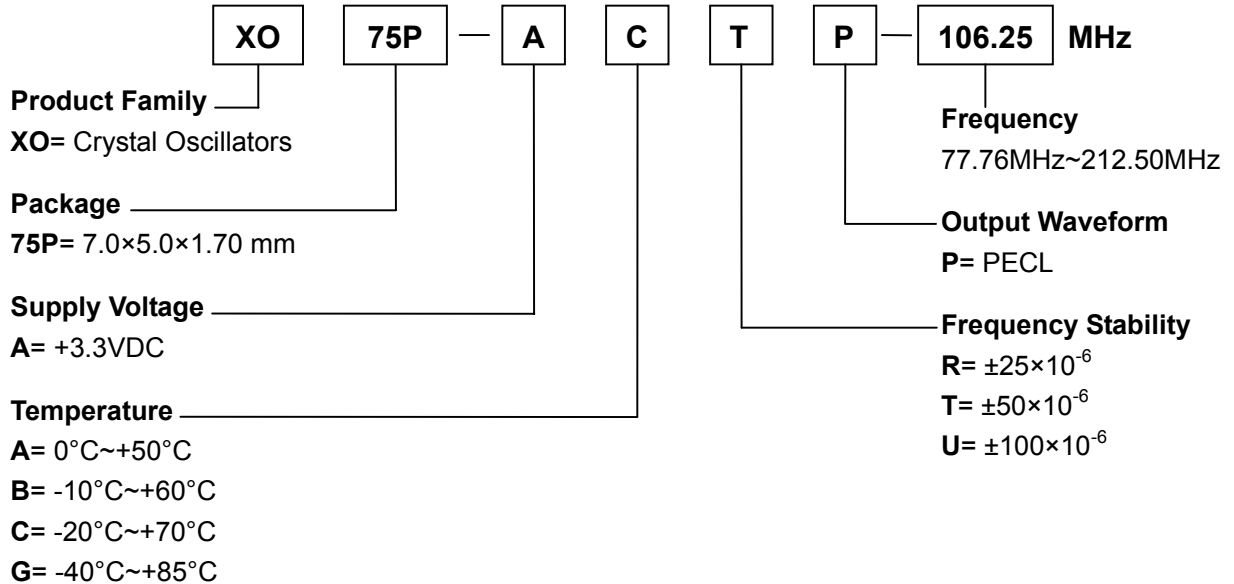 XO 75P — A C T P — 106.25 MHz
Product Family
XO= Crystal Oscillators
Package
75P= 7.0×5.0×1.70 mm
Supply Voltage
A= +3.3VDC
Temperature
A= 0°C~+50°C
B= -10°C~+60°C
C= -20°C~+70°C
G= -40°C~+85°C
Frequency
77.76MHz~212.50MHz
Output Waveform
P= PECL
Frequency Stability
R= ±25×10⁻⁶
T= ±50×10⁻⁶
U= ±100×10⁻⁶